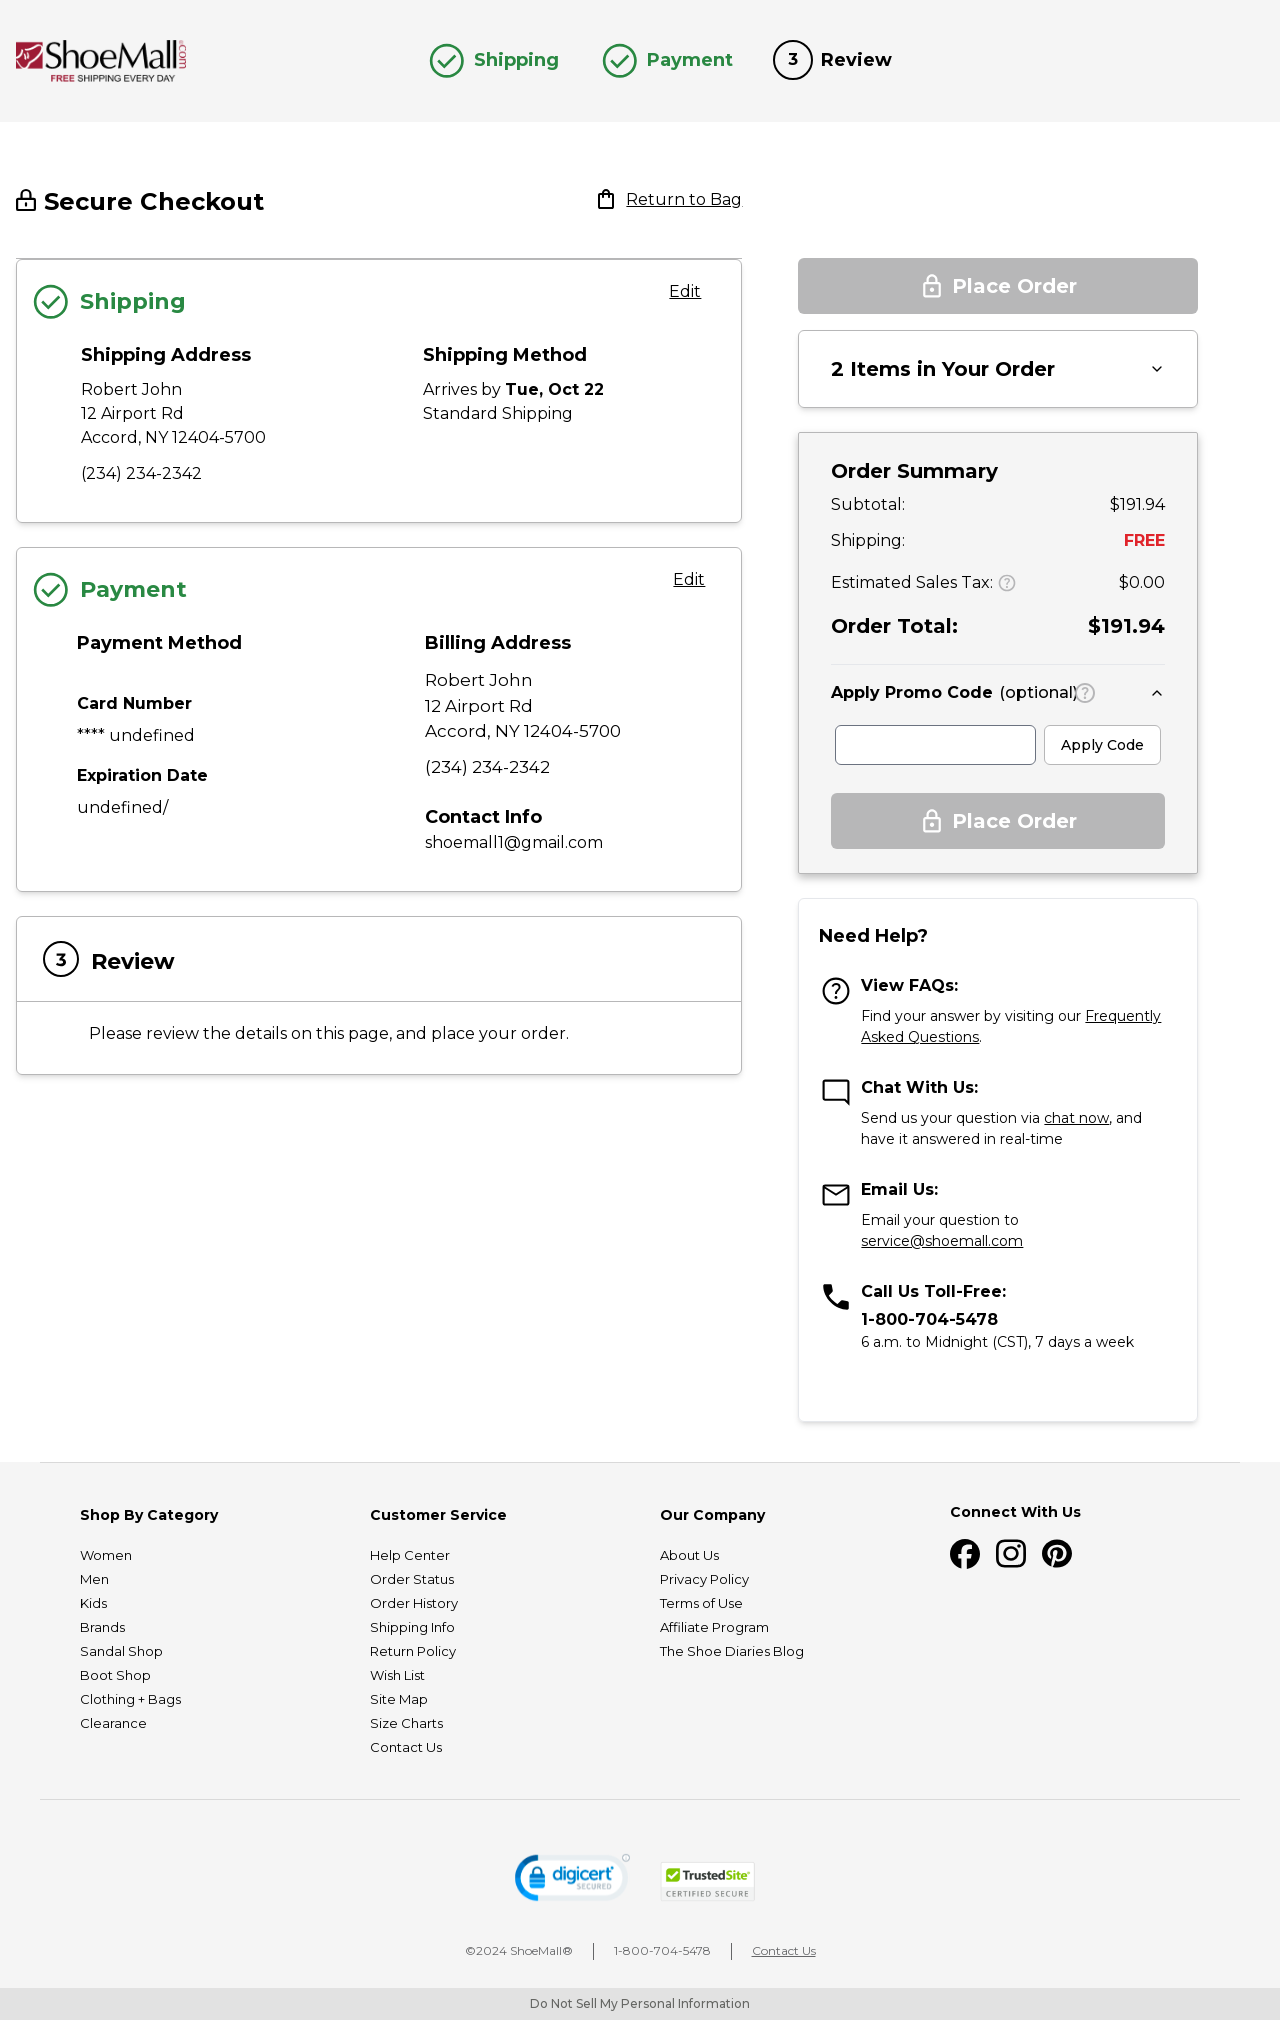 ShoeMall.com
FREE SHIPPING EVERY DAY
Shipping
Payment
3 Review
Secure Checkout
Return to Bag
Shipping
Edit
Shipping Address
Robert John
12 Airport Rd
Accord, NY 12404-5700
(234) 234-2342
Shipping Method
Arrives by Tue, Oct 22
Standard Shipping
Payment
Edit
Payment Method
Card Number
**** undefined
Expiration Date
undefined/
Billing Address
Robert John
12 Airport Rd
Accord, NY 12404-5700
(234) 234-2342
Contact Info
shoemall1@gmail.com
3 Review
Please review the details on this page, and place your order.
Place Order
2 Items in Your Order
Order Summary
Subtotal: $191.94
Shipping: FREE
Estimated Sales Tax: ? $0.00
Order Total: $191.94
Apply Promo Code (optional) ?
Apply Code
Place Order
Need Help?
View FAQs:
Find your answer by visiting our Frequently
Asked Questions.
Chat With Us:
Send us your question via chat now, and
have it answered in real-time
Email Us:
Email your question to
service@shoemall.com
Call Us Toll-Free:
1-800-704-5478
6 a.m. to Midnight (CST), 7 days a week
Shop By Category
Women
Men
Kids
Brands
Sandal Shop
Boot Shop
Clothing + Bags
Clearance
Customer Service
Help Center
Order Status
Order History
Shipping Info
Return Policy
Wish List
Site Map
Size Charts
Contact Us
Our Company
About Us
Privacy Policy
Terms of Use
Affiliate Program
The Shoe Diaries Blog
Connect With Us
digicert
SECURED
TrustedSite
CERTIFIED SECURE
©2024 ShoeMall®
1-800-704-5478
Contact Us
Do Not Sell My Personal Information